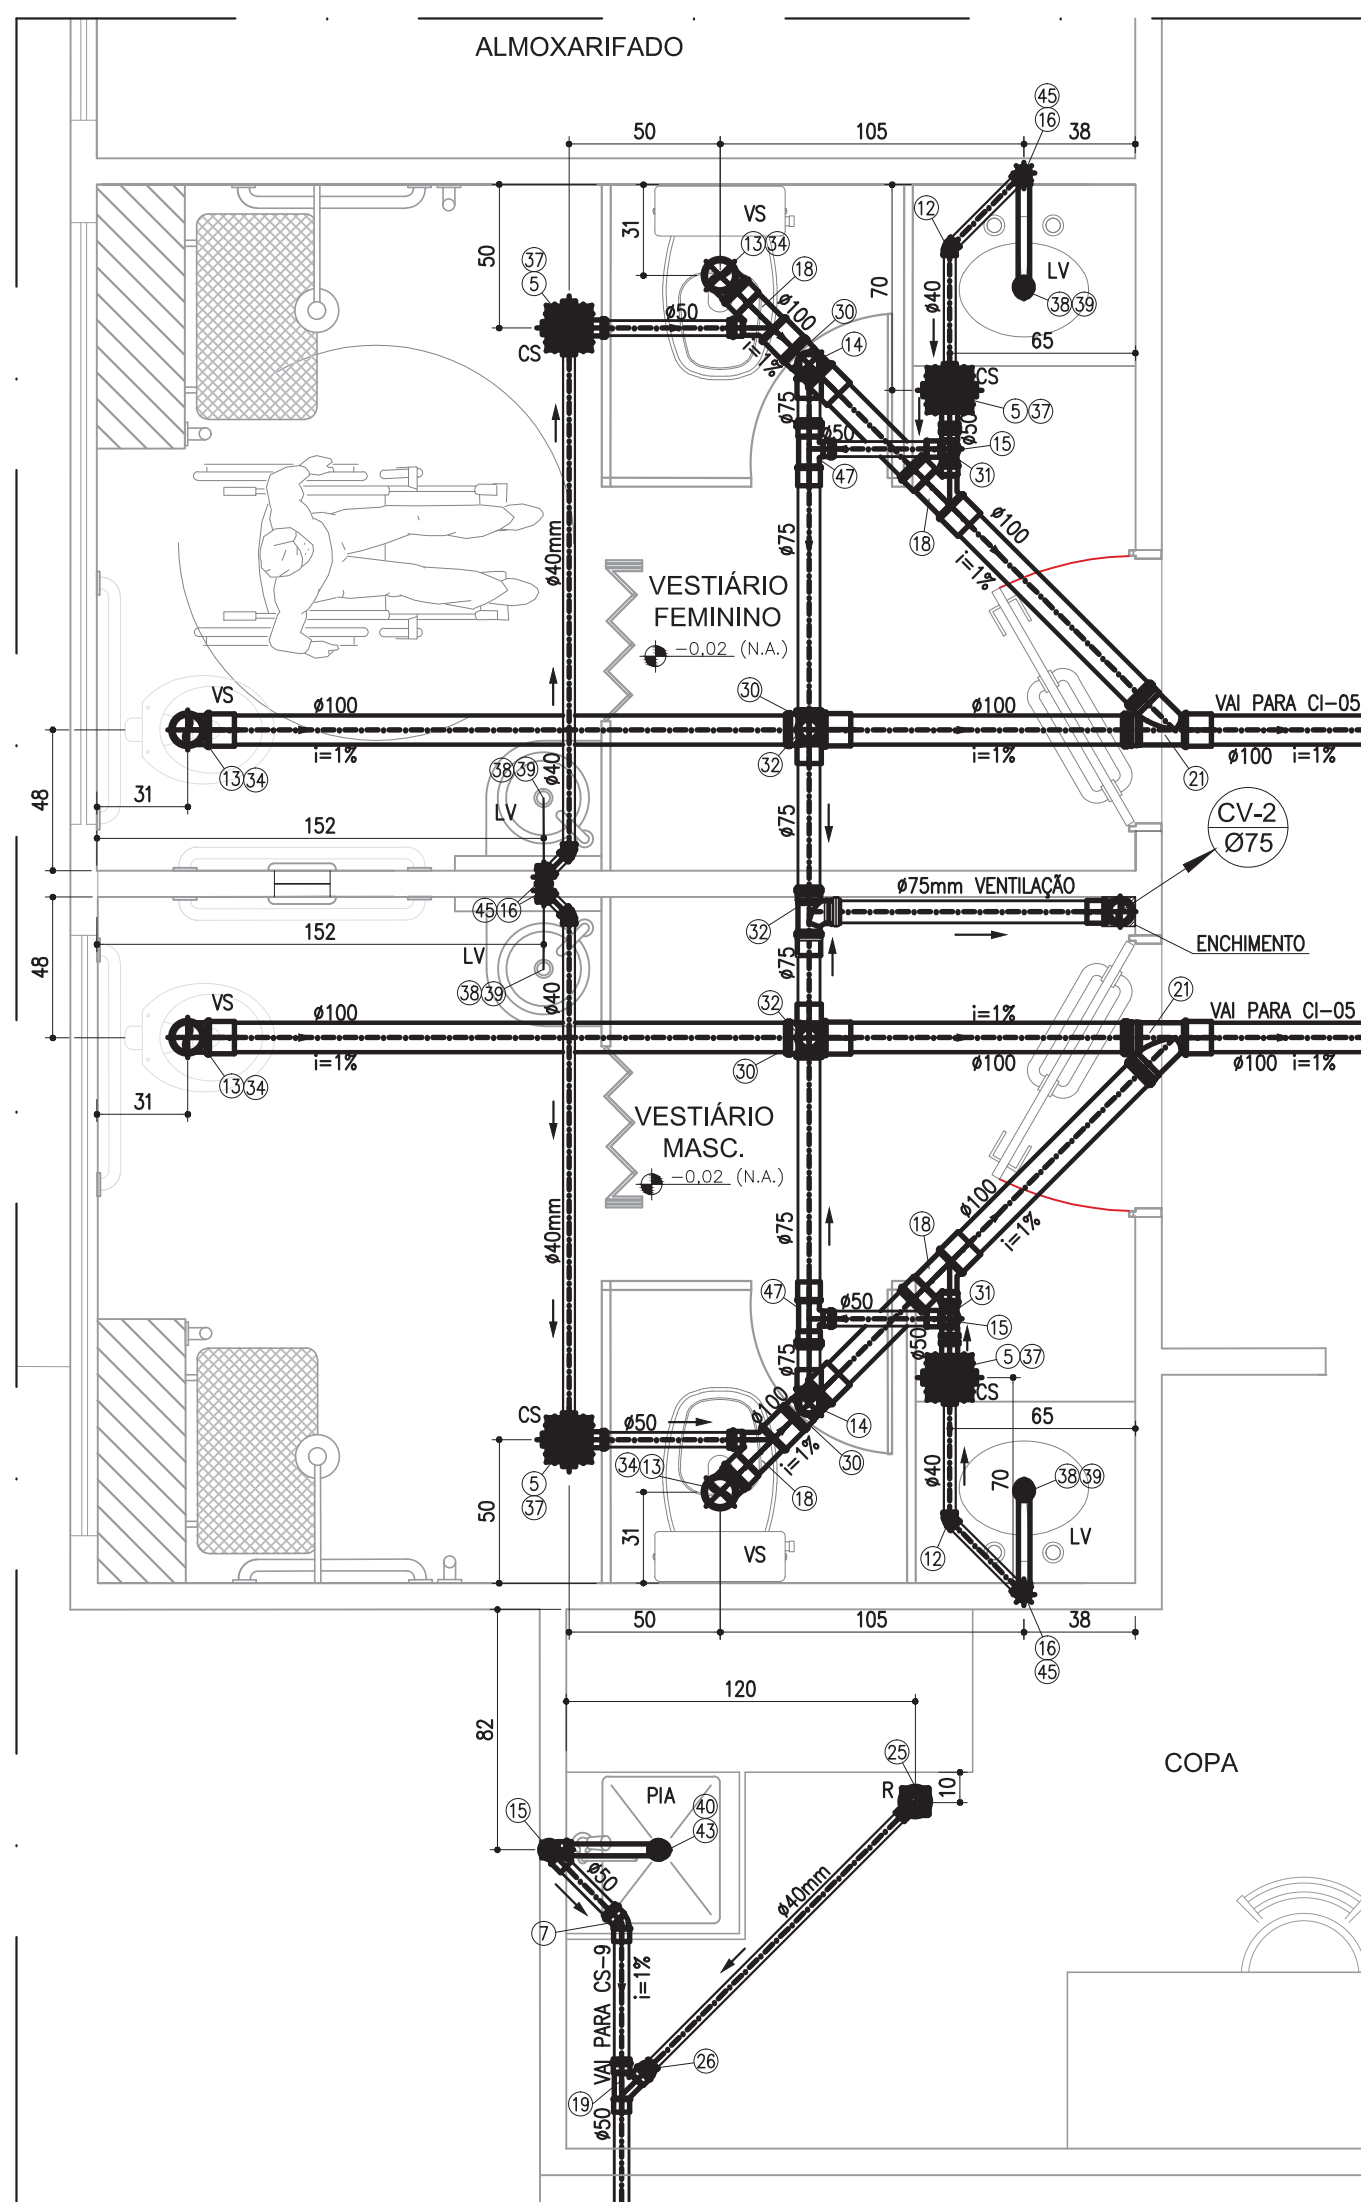 ALMOXARIFADO
45
16
50
105
38
31
50
VS
13
34
18
12
70
ø40
LV
38
39
37
5
ø50
CS
ø100
i=1%
30
14
65
CS
5
37
ø75
ø50
ø50
15
31
47
18
ø100
i=1%
ø40mm
ø75
VESTIÁRIO
FEMININO
-0,02 (N.A.)
VS
ø100
i=1%
13
34
30
32
ø100
i=1%
VAI PARA CI-05
ø100 i=1%
21
48
31
152
38
39
ø40
LV
ø75
CV-2
Ø75
ø75mm VENTILAÇÃO
45
16
32
ENCHIMENTO
152
48
LV
38
39
ø40
ø75
VS
ø100
i=1%
13
34
31
32
30
i=1%
ø100
21
VAI PARA CI-05
ø100 i=1%
VESTIÁRIO
MASC.
-0,02 (N.A.)
ø40mm
ø75
ø100
i=1%
18
47
ø50
31
15
ø50
5
37
CS
ø75
CS
ø50
ø100
i=1%
14
30
18
34
13
5
37
50
31
VS
65
ø40
70
38
39
LV
12
50
105
38
16
45
120
82
25
R
10
COPA
PIA
40
43
15
ø50
7
ø40mm
VAI PARA CS-9
i=1%
26
19
ø50